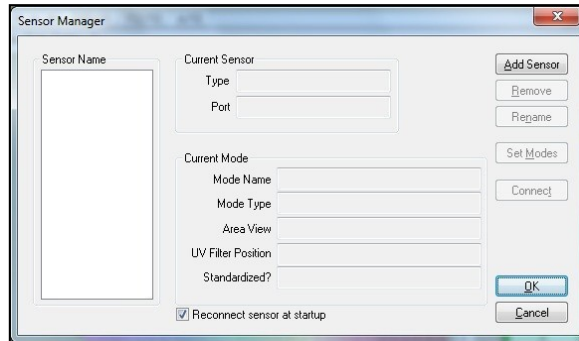 Sensor Manager
Sensor Name
Current Sensor
Type
Port
Add Sensor
Remove
Rename
Set Modes
Connect
Current Mode
Mode Name
Mode Type
Area View
UV Filter Position
Standardized?
Reconnect sensor at startup
OK
Cancel